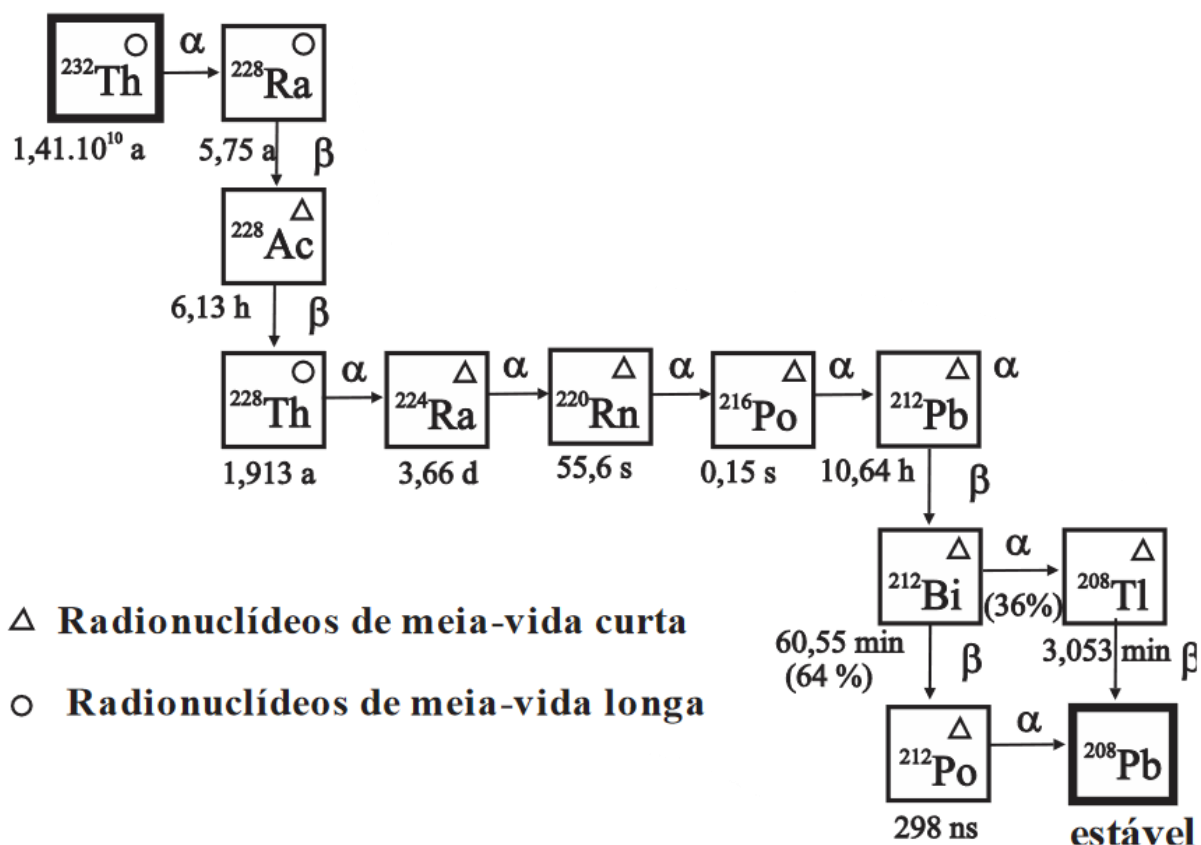 α
²³²Th
²²⁸Ra
1,41.10¹⁰ a
5,75 a
β
²²⁸Ac
6,13 h
β
α
α
α
α
α
²²⁸Th
²²⁴Ra
²²⁰Rn
²¹⁶Po
²¹²Pb
1,913 a
3,66 d
55,6 s
0,15 s
10,64 h
β
α
²¹²Bi
(36%)
²⁰⁸Tl
△ Radionuclídeos de meia-vida curta
60,55 min
(64 %)
β
3,053 min
β
○ Radionuclídeos de meia-vida longa
²¹²Po
α
²⁰⁸Pb
298 ns
estável